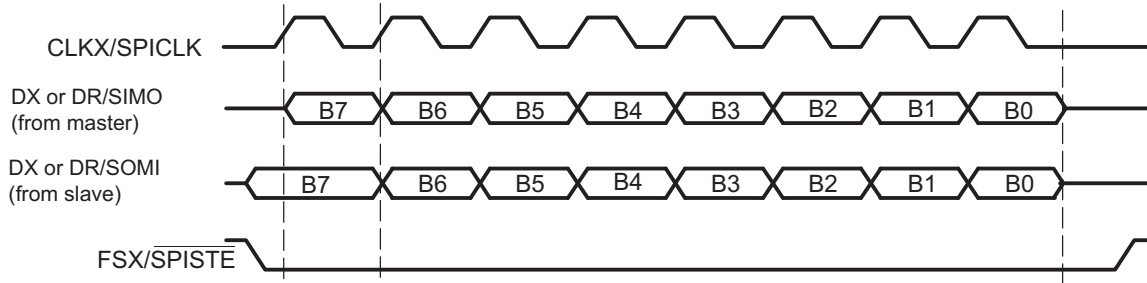 CLKX/SPICLK
DX or DR/SIMO
(from master)
B7 B6 B5 B4 B3 B2 B1 B0
DX or DR/SOMI
(from slave)
B7 B6 B5 B4 B3 B2 B1 B0
FSX/SPISTE